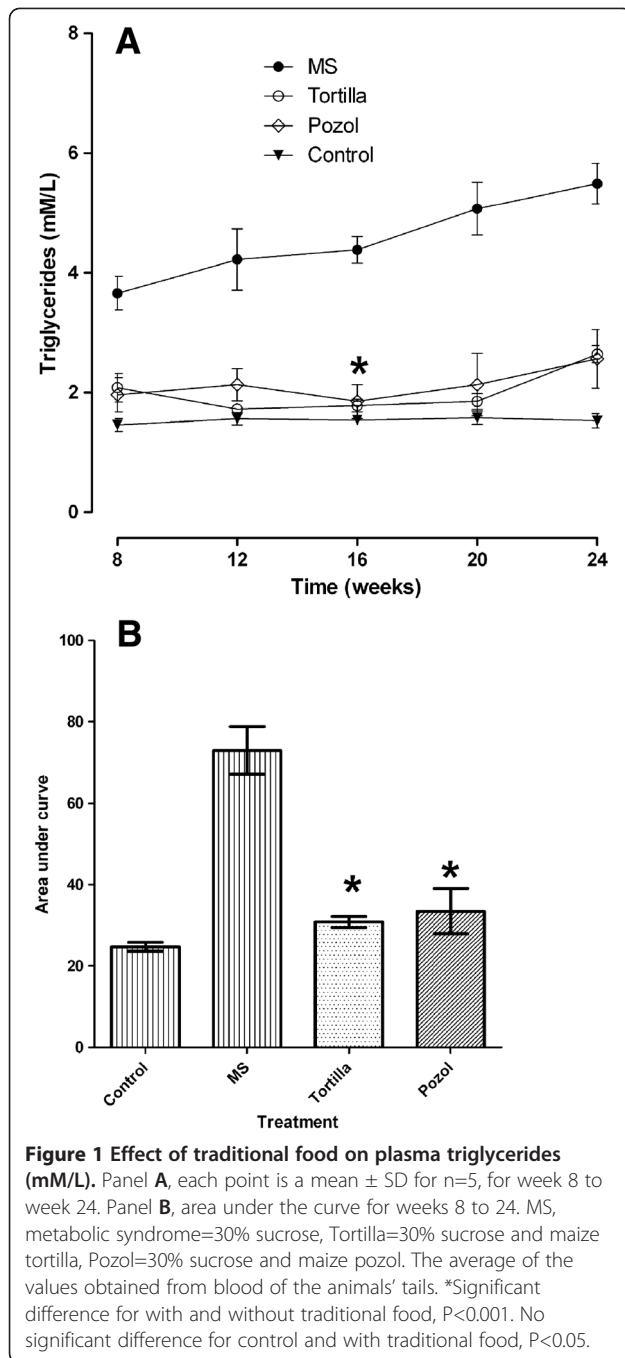 A
8
6
4
2
0
Triglycerides (mM/L)
MS
Tortilla
Pozol
Control
*
8 12 16 20 24
Time (weeks)
B
100
80
60
40
20
0
Area under curve
* *
Control MS Tortilla Pozol
Treatment
Figure 1 Effect of traditional food on plasma triglycerides
(mM/L). Panel A, each point is a mean ± SD for n=5, for week 8 to
week 24. Panel B, area under the curve for weeks 8 to 24. MS,
metabolic syndrome=30% sucrose, Tortilla=30% sucrose and maize
tortilla, Pozol=30% sucrose and maize pozol. The average of the
values obtained from blood of the animals' tails. *Significant
difference for with and without traditional food, P<0.001. No
significant difference for control and with traditional food, P<0.05.